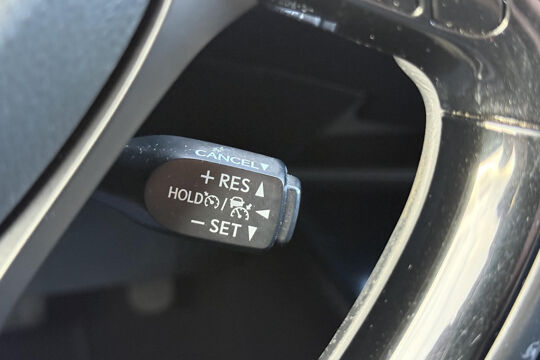 CANCEL▼
+ RES ▲
HOLD / ◀
− SET ▼